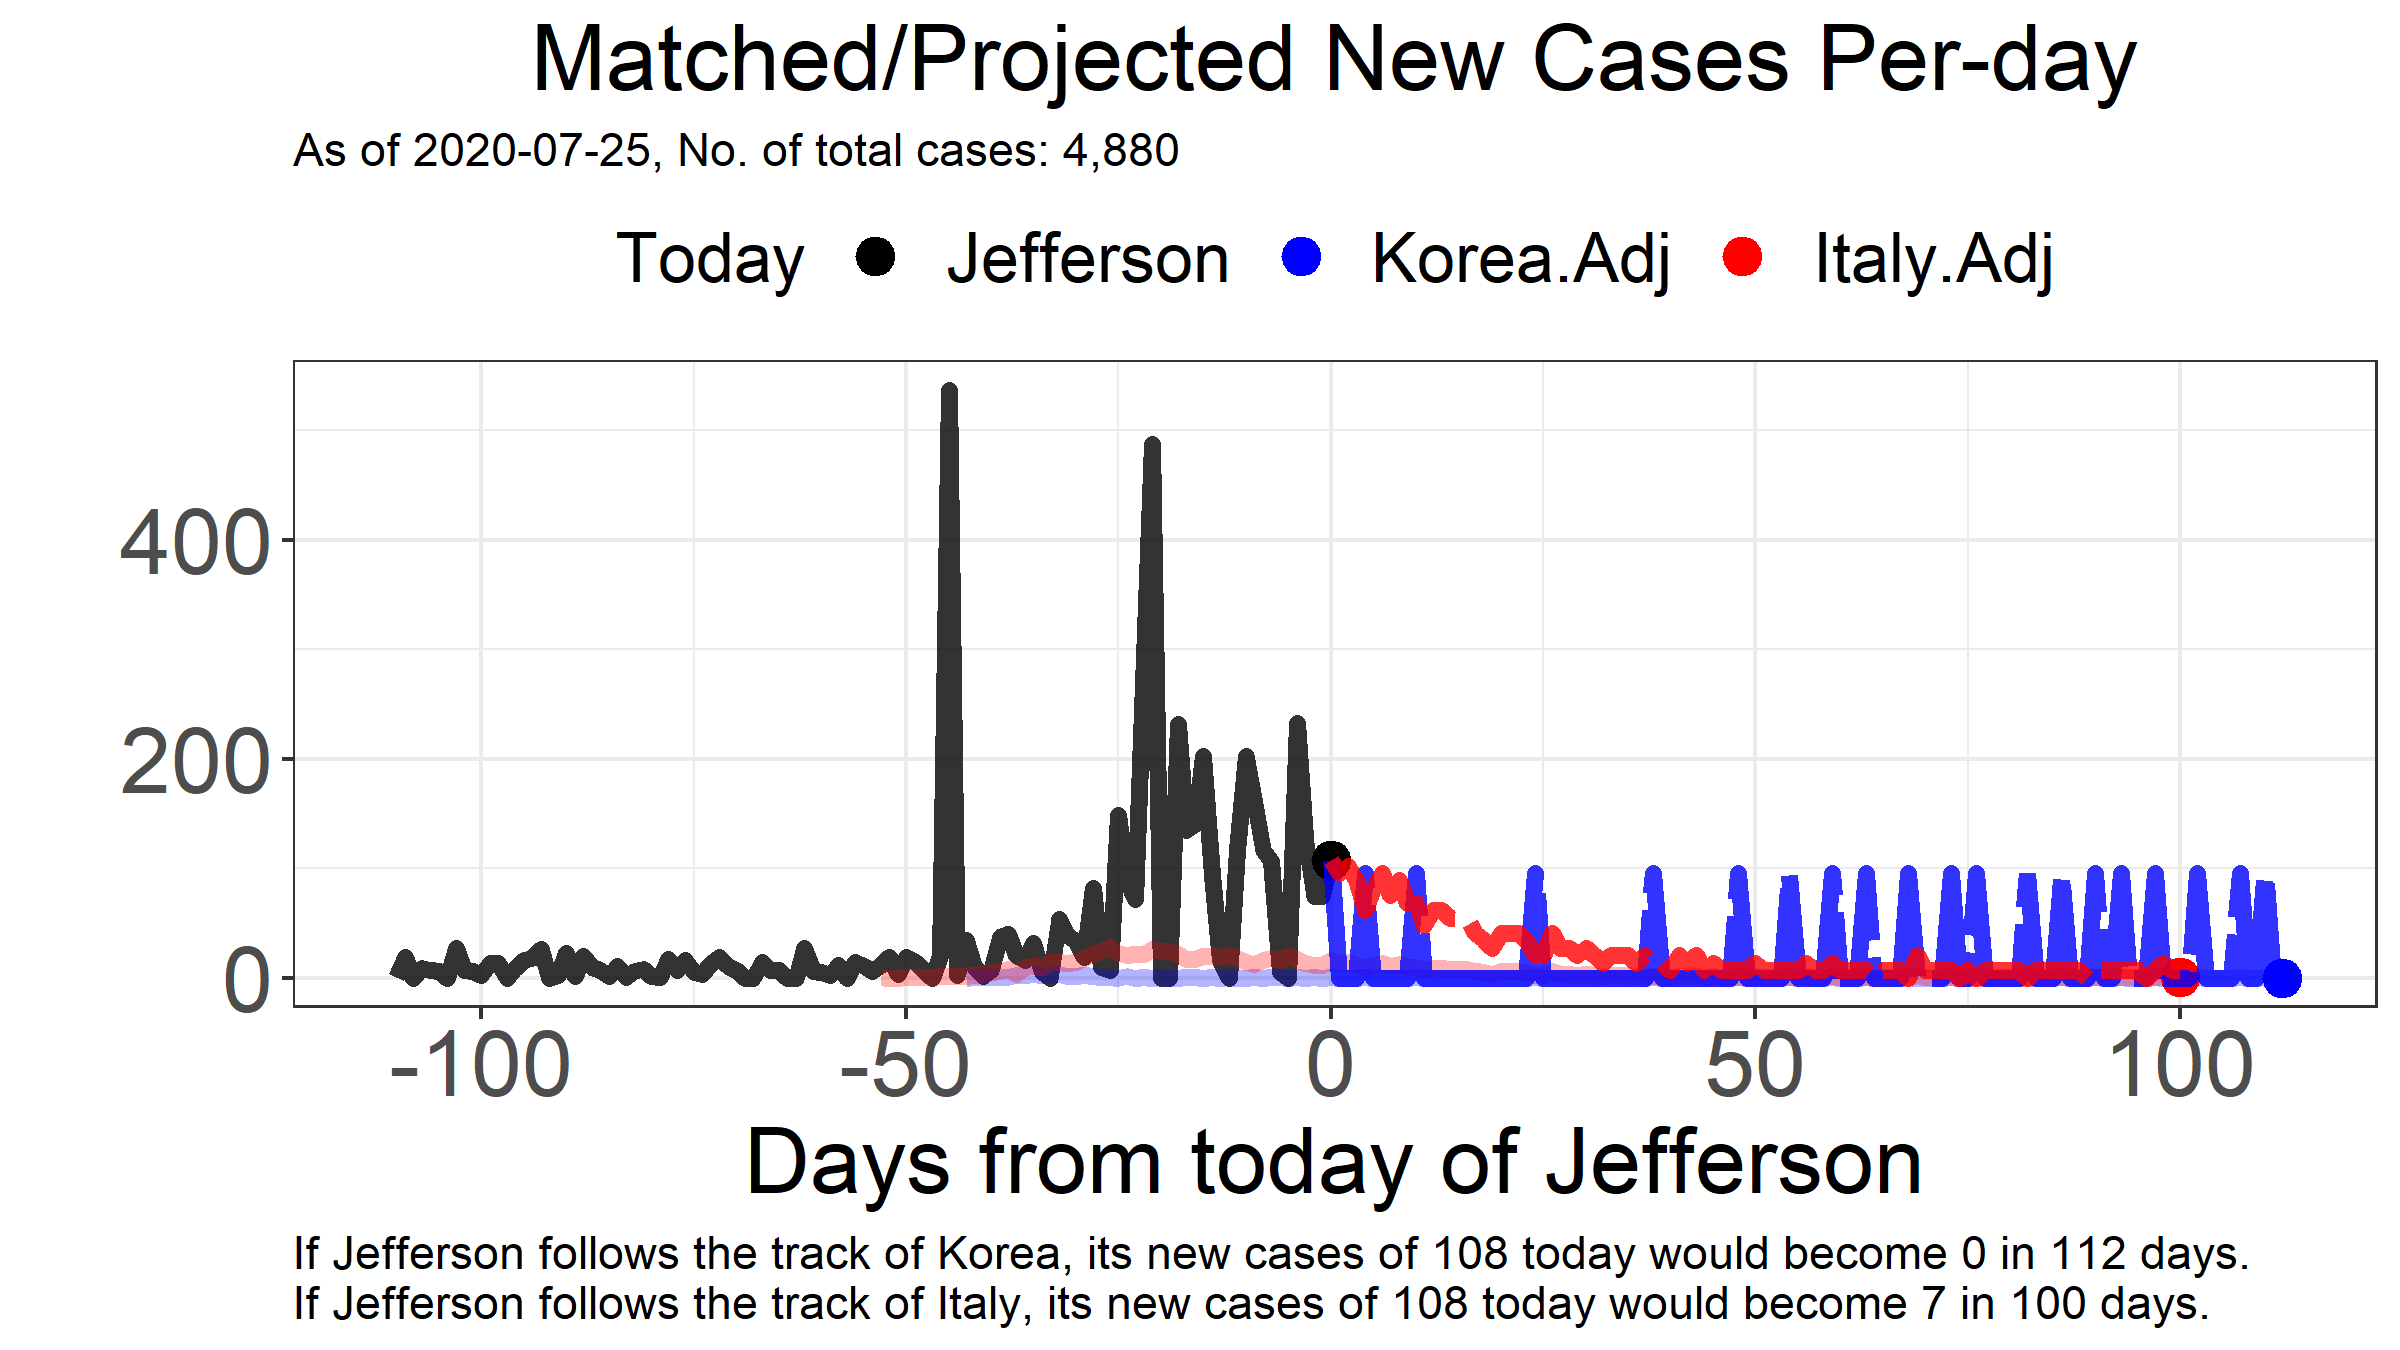 Matched/Projected New Cases Per-day
As of 2020-07-25, No. of total cases: 4,880
Today Jefferson Korea.Adj Italy.Adj
400
200
0
-100 -50 0 50 100
Days from today of Jefferson
If Jefferson follows the track of Korea, its new cases of 108 today would become 0 in 112 days.
If Jefferson follows the track of Italy, its new cases of 108 today would become 7 in 100 days.